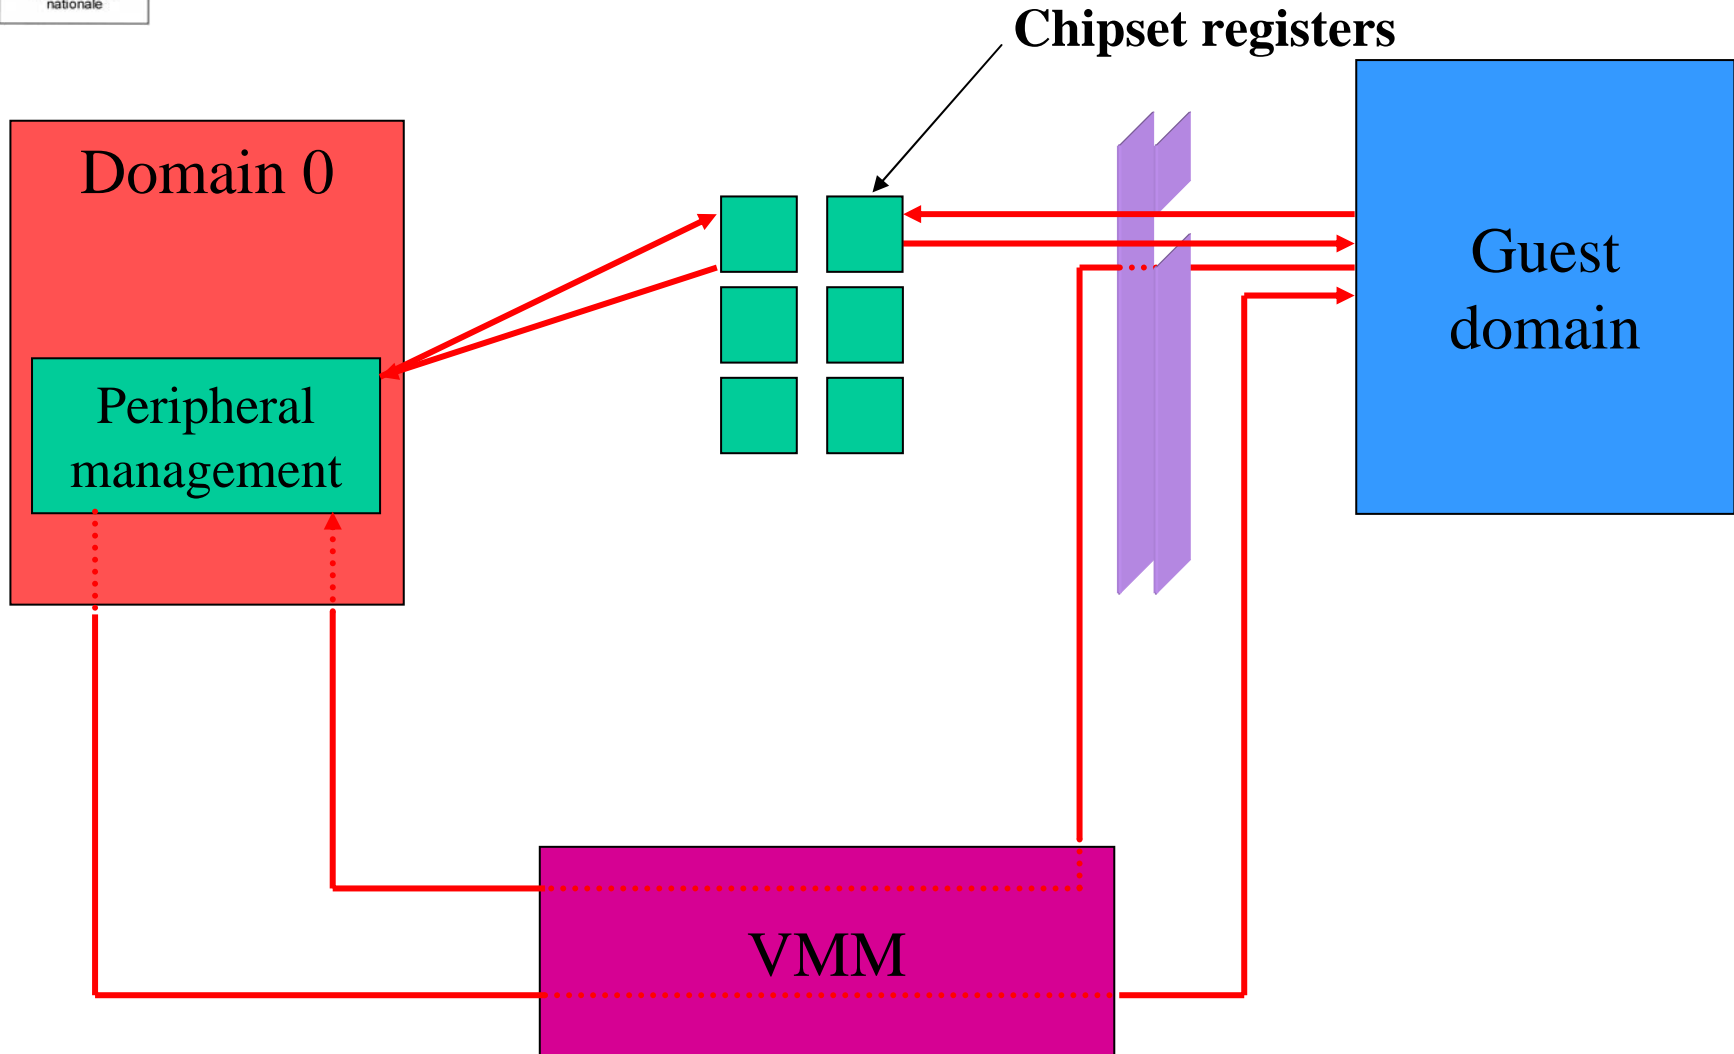 nationale
Chipset registers
Domain 0
Guest
domain
Peripheral
management
VMM